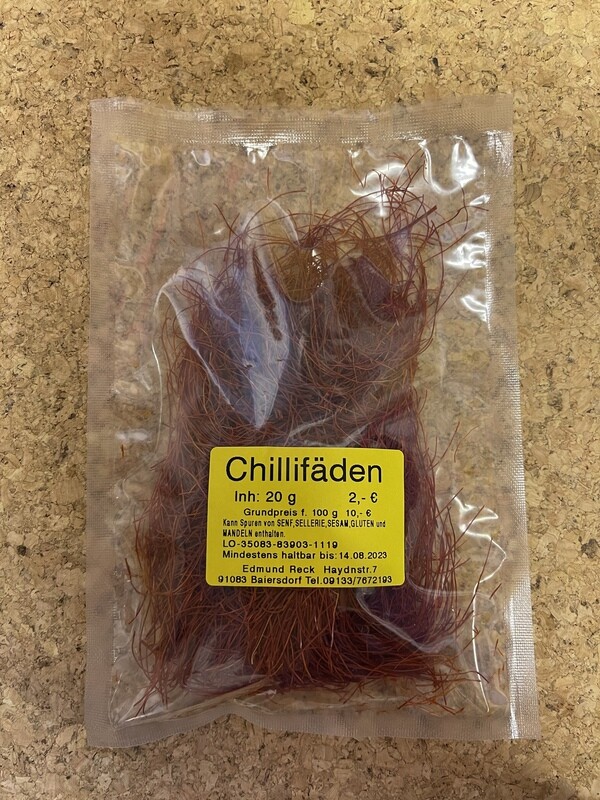 Chillifäden
Inh: 20 g 2,- €
Grundpreis f. 100 g 10,- €
Kann Spuren von SENF,SELLERIE,SESAM,GLUTEN und
MANDELN enthalten.
LO-35083-83903-1119
Mindestens haltbar bis:14.08.2023
Edmund Reck Haydnstr.7
91083 Baiersdorf Tel.09133/7672193